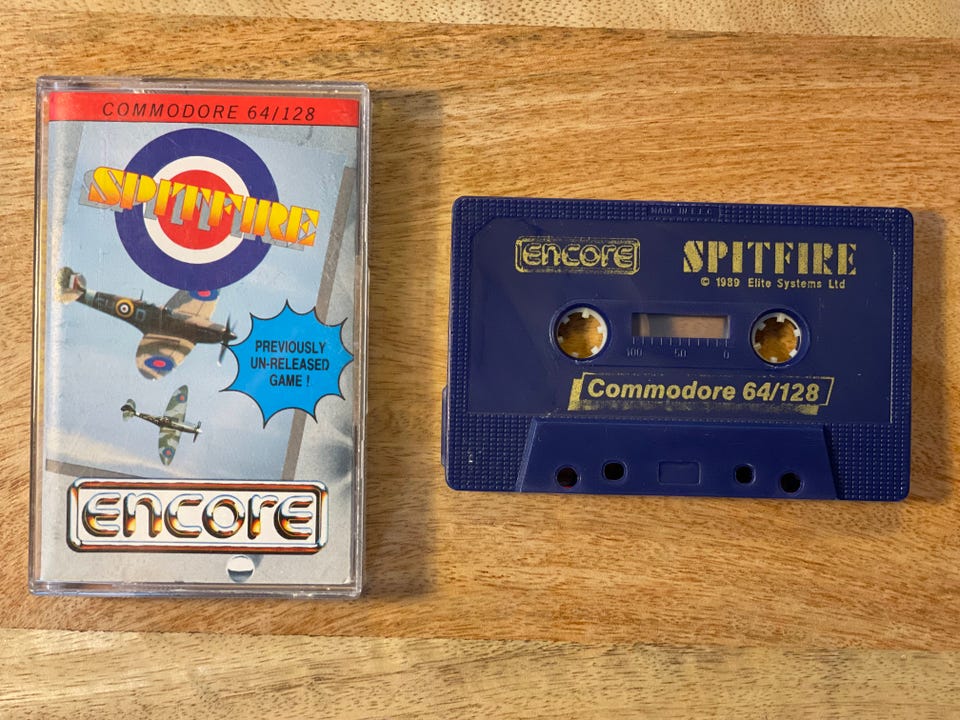 COMMODORE 64/128
SPITFIRE
PREVIOUSLY
UN-RELEASED
GAME !
encore
MADE IN E.E.C.
encore
SPITFIRE
© 1989 Elite Systems Ltd
100 50 0
Commodore 64/128